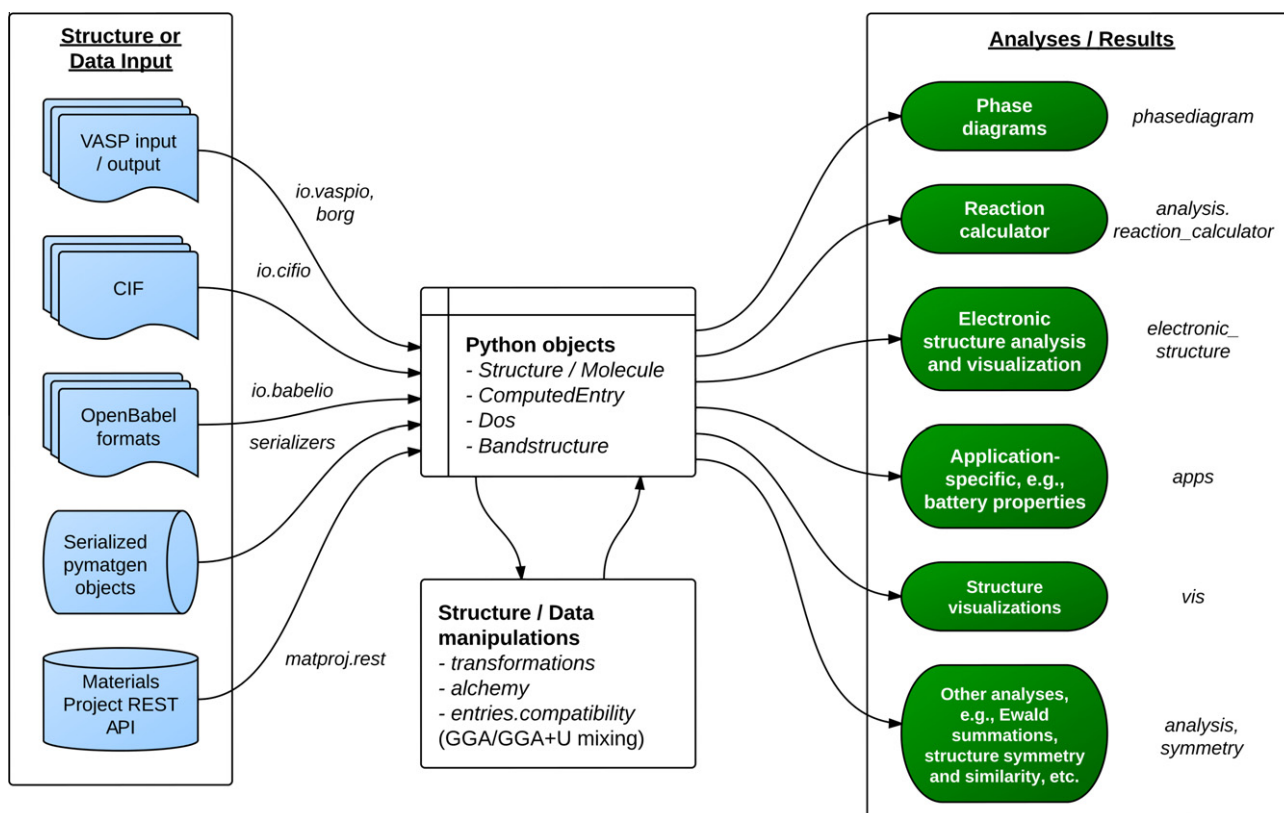 Structure or
Data Input
VASP input
/ output
CIF
OpenBabel
formats
Serialized
pymatgen
objects
Materials
Project REST
API
io.vaspio,
borg
io.cifio
io.babelio
serializers
matproj.rest
Python objects
- Structure / Molecule
- ComputedEntry
- Dos
- Bandstructure
Structure / Data
manipulations
- transformations
- alchemy
- entries.compatibility
(GGA/GGA+U mixing)
Analyses / Results
Phase
diagrams
phasediagram
Reaction
calculator
analysis.
reaction_calculator
Electronic
structure analysis
and visualization
electronic_
structure
Application-
specific, e.g.,
battery properties
apps
Structure
visualizations
vis
Other analyses,
e.g., Ewald
summations,
structure symmetry
and similarity, etc.
analysis,
symmetry